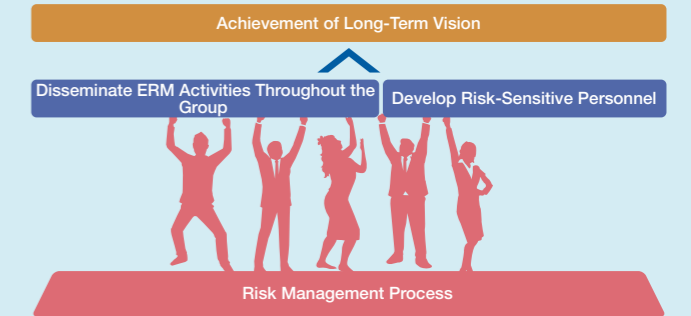 Achievement of Long-Term Vision
Disseminate ERM Activities Throughout the
Group
Develop Risk-Sensitive Personnel
Risk Management Process